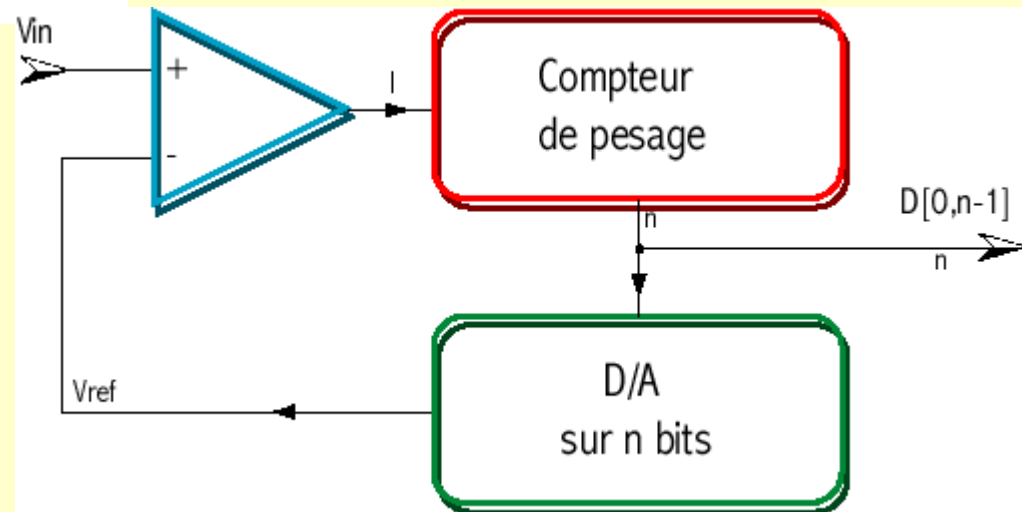 Vin
+
I
-
Compteur
de pesage
n
D[0,n-1]
n
Vref
D/A
sur n bits